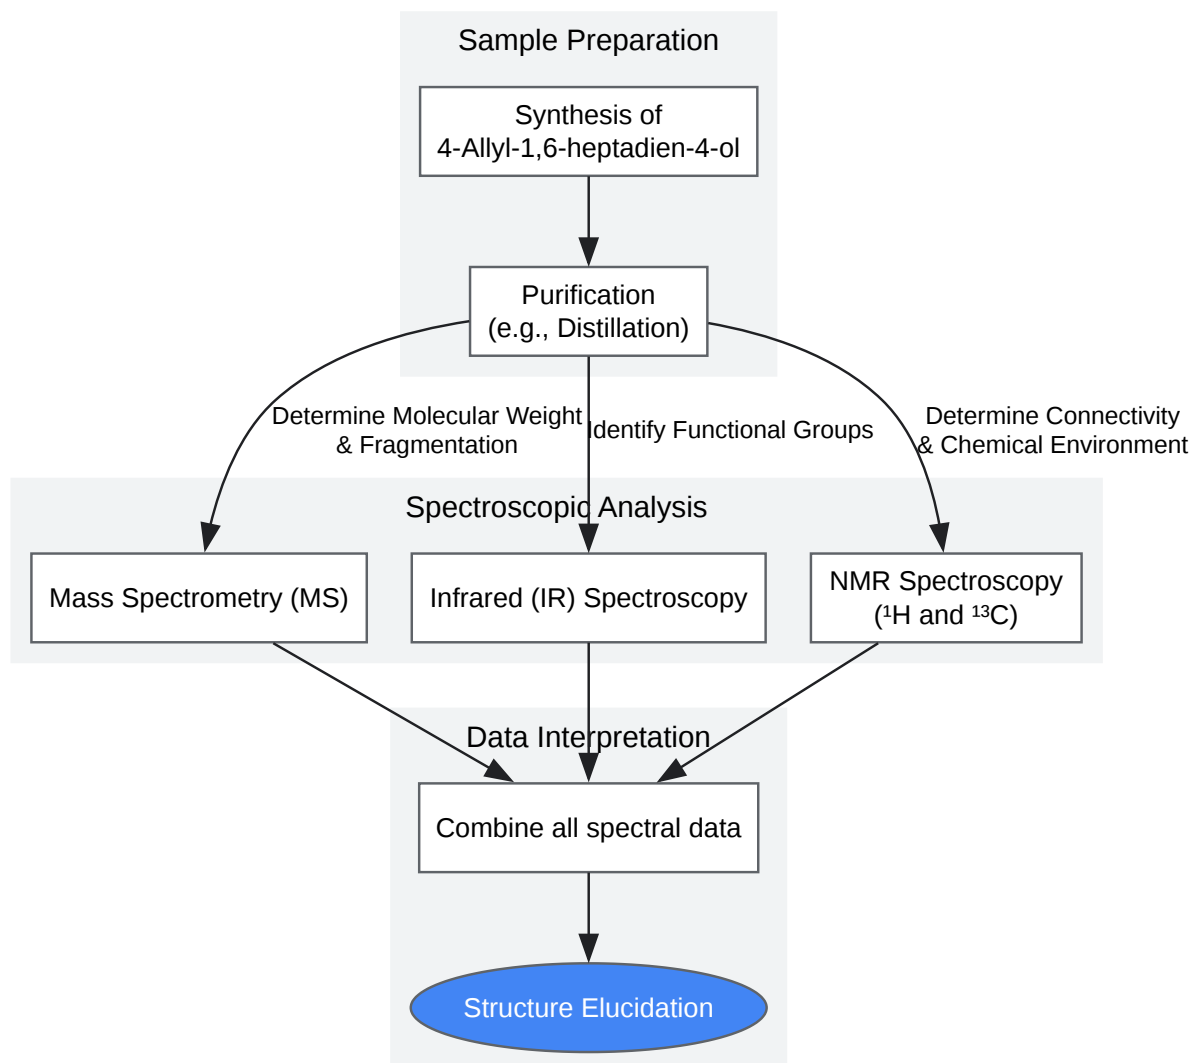 Sample Preparation
Synthesis of
4-Allyl-1,6-heptadien-4-ol
Purification
(e.g., Distillation)
Determine Molecular Weight
& Fragmentation
Identify Functional Groups
Determine Connectivity
& Chemical Environment
Spectroscopic Analysis
Mass Spectrometry (MS)
Infrared (IR) Spectroscopy
NMR Spectroscopy
(¹H and ¹³C)
Data Interpretation
Combine all spectral data
Structure Elucidation